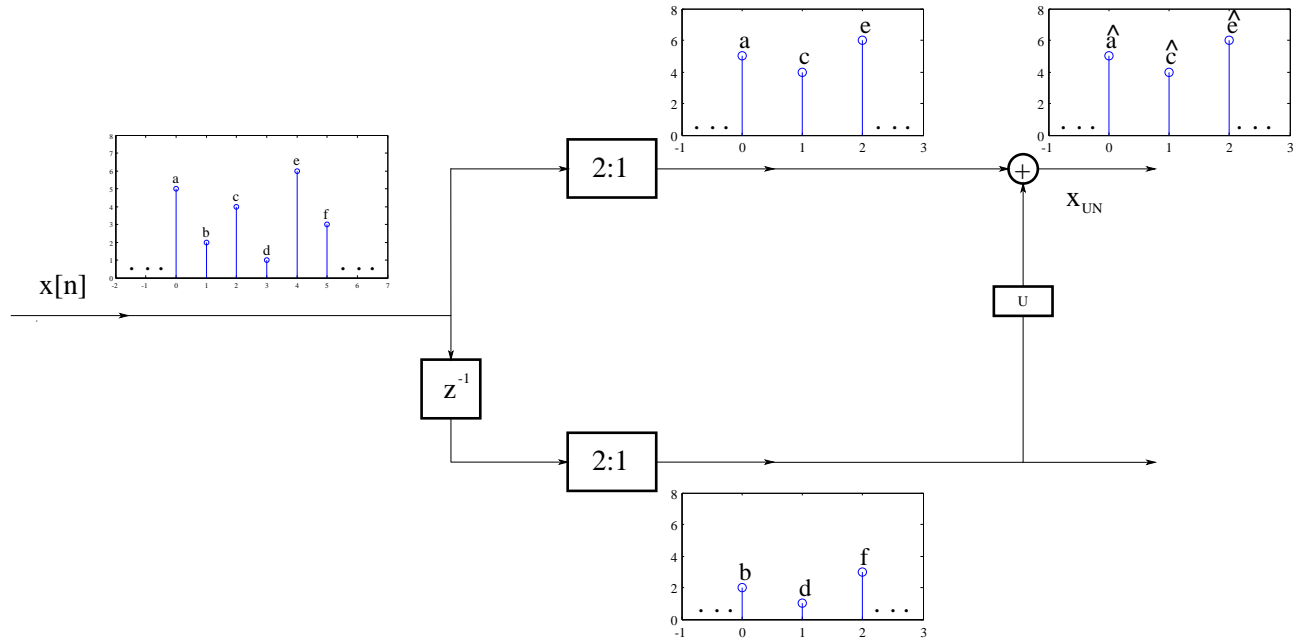 8
6
4
2
0
a
c
e
. . .
. . .
-1 0 1 2 3
8
6
4
2
0
â
ĉ
ê
. . .
. . .
-1 0 1 2 3
8
7
6
5
4
3
2
1
0
a
b
c
d
e
f
. . .
. . .
-2 -1 0 1 2 3 4 5 6 7
2:1
+
x_UN
x[n]
U
z^-1
2:1
8
6
4
2
0
b
d
f
. . .
. . .
-1 0 1 2 3